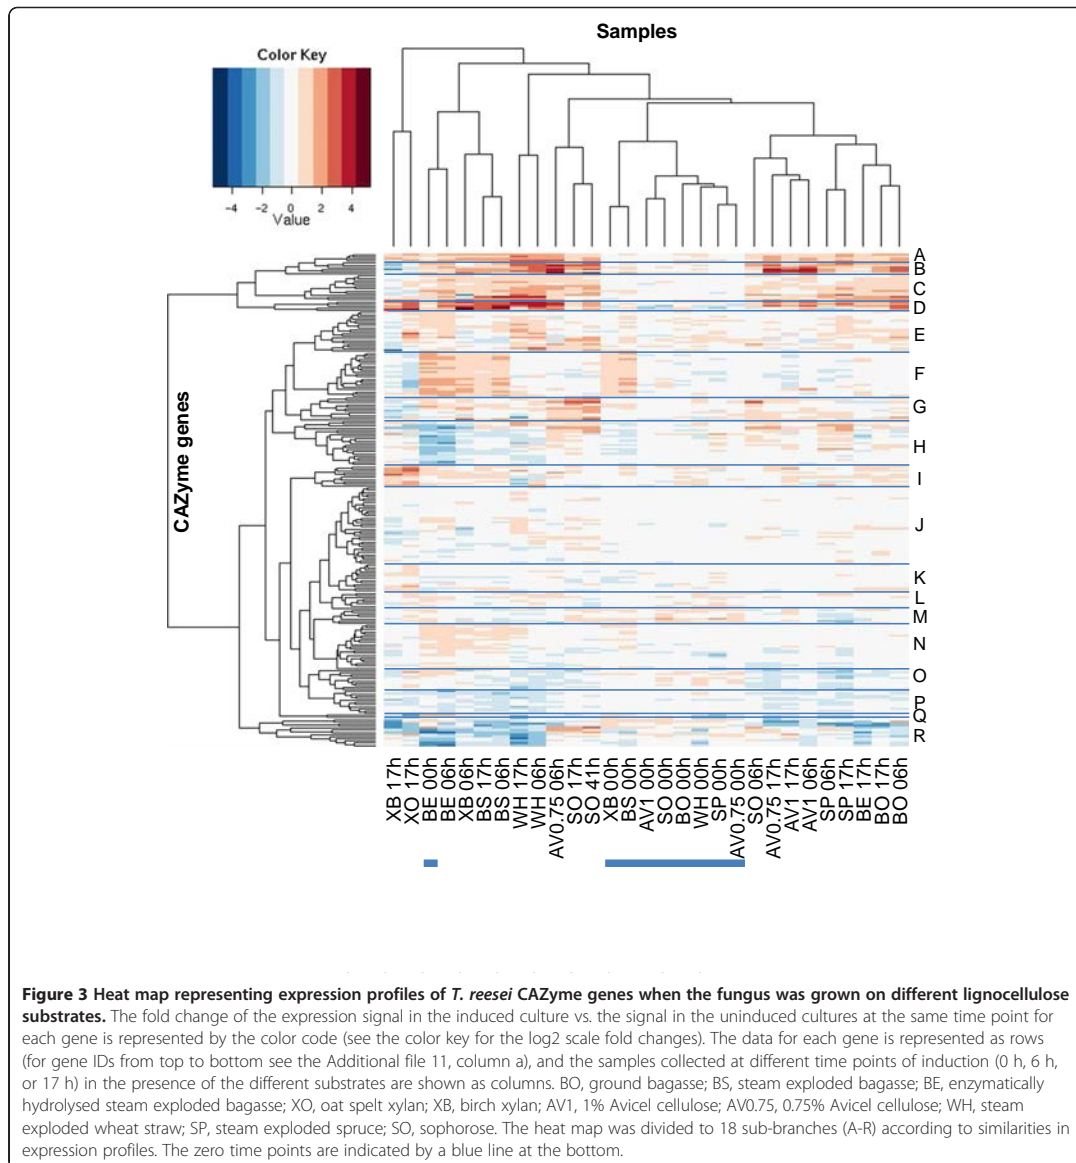 Samples
Color Key
-4 -2 0 2 4
Value
CAZyme genes
A
B
C
D
E
F
G
H
I
J
K
L
M
N
O
P
Q
R
XB 17h
XO 17h
BE 00h
BE 06h
XB 06h
BS 17h
BS 06h
WH 17h
WH 06h
AV0.75 06h
SO 17h
SO 41h
XB 00h
BS 00h
AV1 00h
SO 00h
BO 00h
WH 00h
SP 00h
AV0.75 00h
SO 06h
AV0.75 17h
AV1 17h
AV1 06h
SP 06h
SP 17h
BE 17h
BO 17h
BO 06h
Figure 3 Heat map representing expression profiles of T. reesei CAZyme genes when the fungus was grown on different lignocellulose
substrates. The fold change of the expression signal in the induced culture vs. the signal in the uninduced cultures at the same time point for
each gene is represented by the color code (see the color key for the log2 scale fold changes). The data for each gene is represented as rows
(for gene IDs from top to bottom see the Additional file 11, column a), and the samples collected at different time points of induction (0 h, 6 h,
or 17 h) in the presence of the different substrates are shown as columns. BO, ground bagasse; BS, steam exploded bagasse; BE, enzymatically
hydrolysed steam exploded bagasse; XO, oat spelt xylan; XB, birch xylan; AV1, 1% Avicel cellulose; AV0.75, 0.75% Avicel cellulose; WH, steam
exploded wheat straw; SP, steam exploded spruce; SO, sophorose. The heat map was divided to 18 sub-branches (A-R) according to similarities in
expression profiles. The zero time points are indicated by a blue line at the bottom.